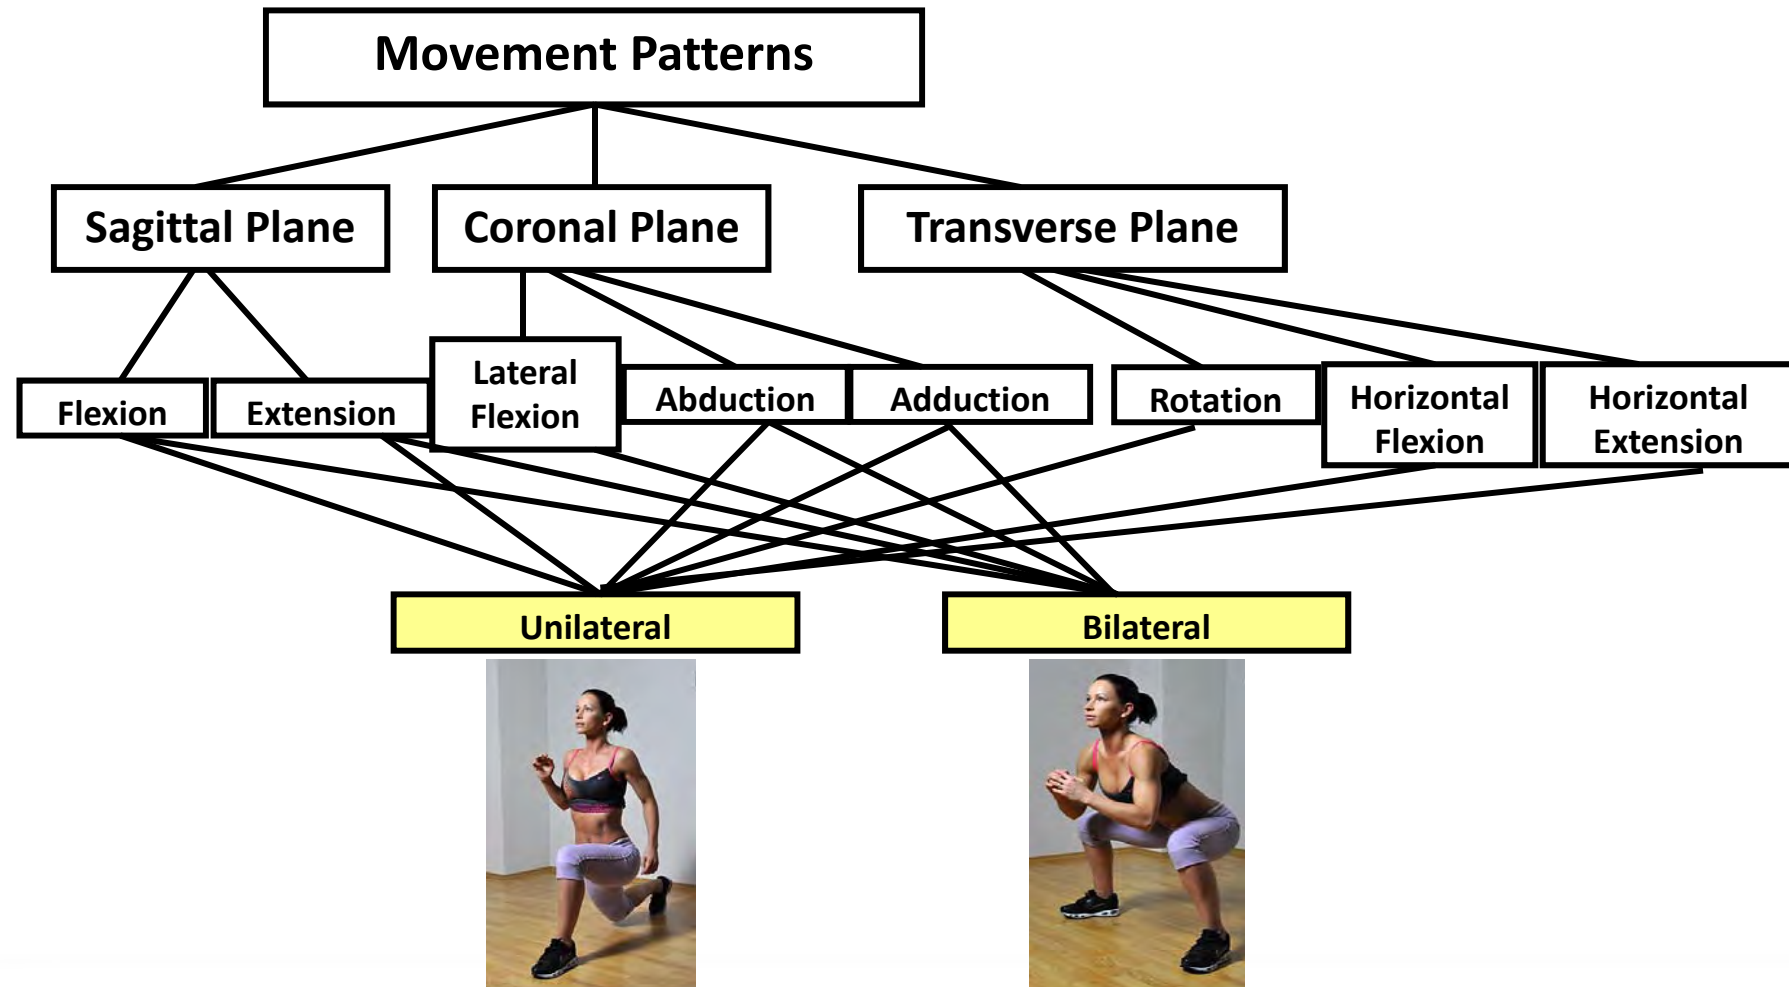 Movement Patterns
Sagittal Plane
Coronal Plane
Transverse Plane
Flexion
Extension
Lateral
Flexion
Abduction
Adduction
Rotation
Horizontal
Flexion
Horizontal
Extension
Unilateral
Bilateral